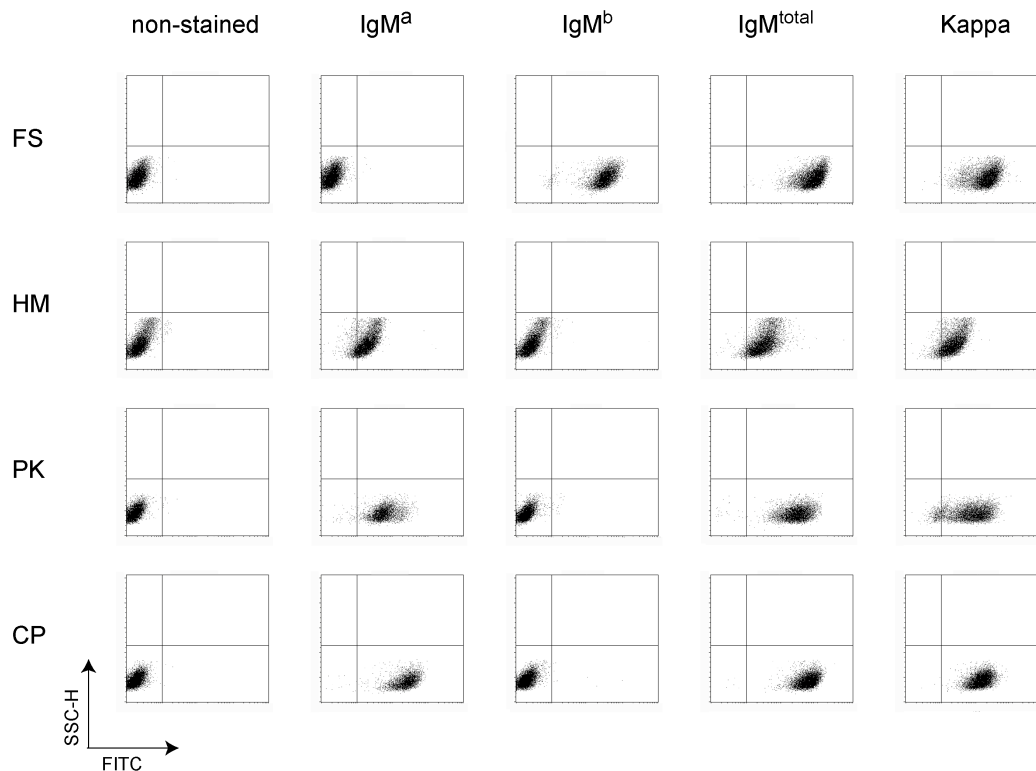 non-stained IgMᵃ IgMᵇ IgMᵗᵒᵗᵃˡ Kappa
FS
HM
PK
CP
SSC-H
FITC